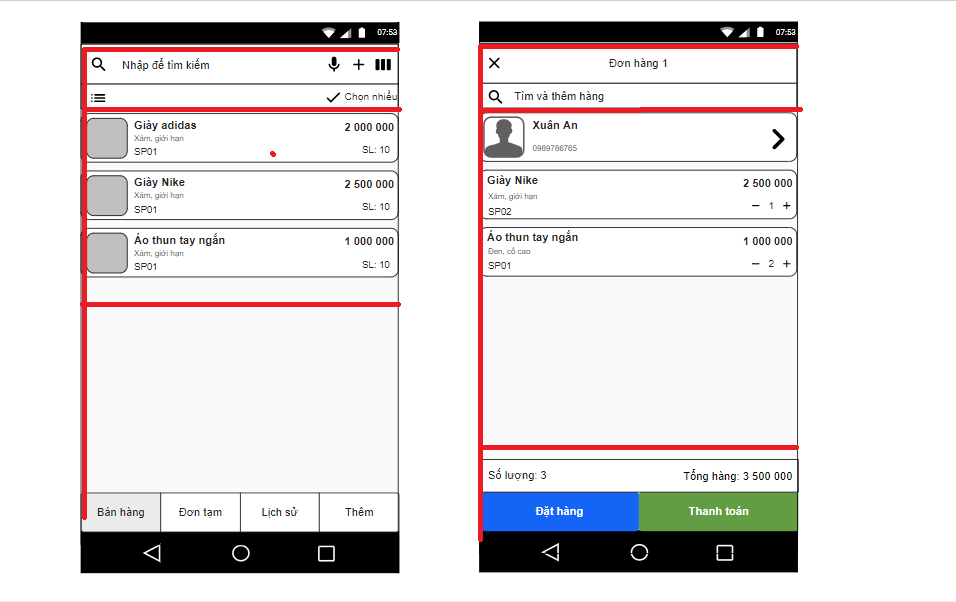 07:53
Nhập để tìm kiếm
Chọn nhiều
Giày adidas
2 000 000
Xám, giới hạn
SP01
SL: 10
Giày Nike
2 500 000
Xám, giới hạn
SP01
SL: 10
Áo thun tay ngắn
1 000 000
Xám, giới hạn
SP01
SL: 10
Bán hàng
Đơn tạm
Lịch sử
Thêm
07:53
Đơn hàng 1
Tìm và thêm hàng
Xuân An
0989786765
Giày Nike
2 500 000
Xám, giới hạn
1
SP02
Áo thun tay ngắn
1 000 000
Đen, cổ cao
2
SP01
Số lượng: 3
Tổng hàng: 3 500 000
Đặt hàng
Thanh toán